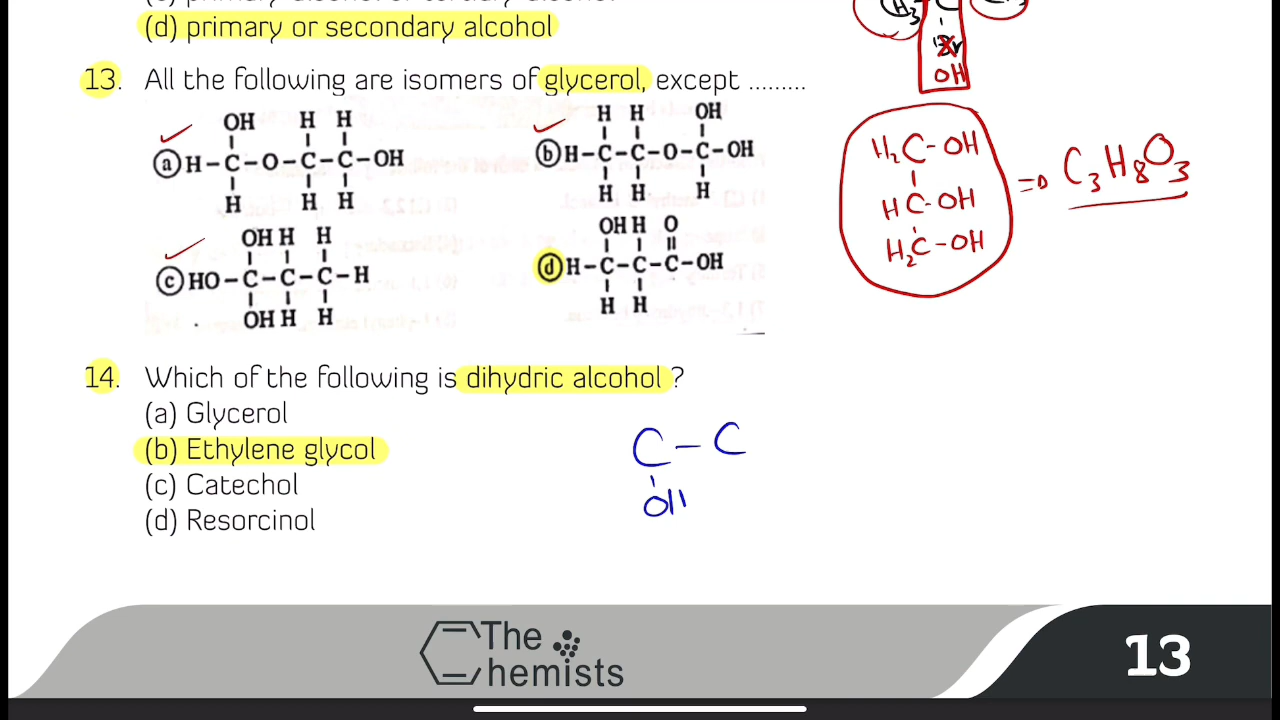 (d) primary or secondary alcohol
13. All the following are isomers of glycerol, except .........
OH H H
ⓐ H-C-O-C-C-OH
H H H
H H OH
ⓑ H-C-C-O-C-OH
H H H
OH H H
ⓒ HO-C-C-C-H
OH H H
OH H O
ⓓ H-C-C-C-OH
H H
14. Which of the following is dihydric alcohol ?
(a) Glycerol
(b) Ethylene glycol
(c) Catechol
(d) Resorcinol
OH
H₂C-OH
HC-OH
H₂C-OH
⇒ C₃H₈O₃
C-C
OH
The
Chemists
13